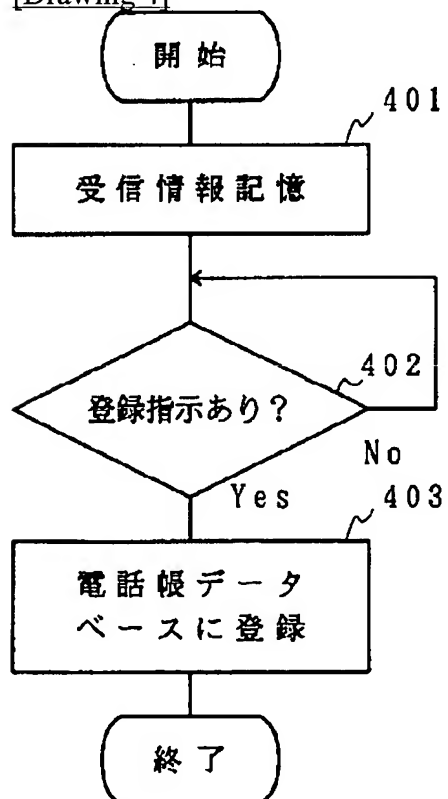 [Drawing 4]
開始
401
受信情報記憶
402
登録指示あり？
No
Yes
403
電話帳データ
ベースに登録
終了